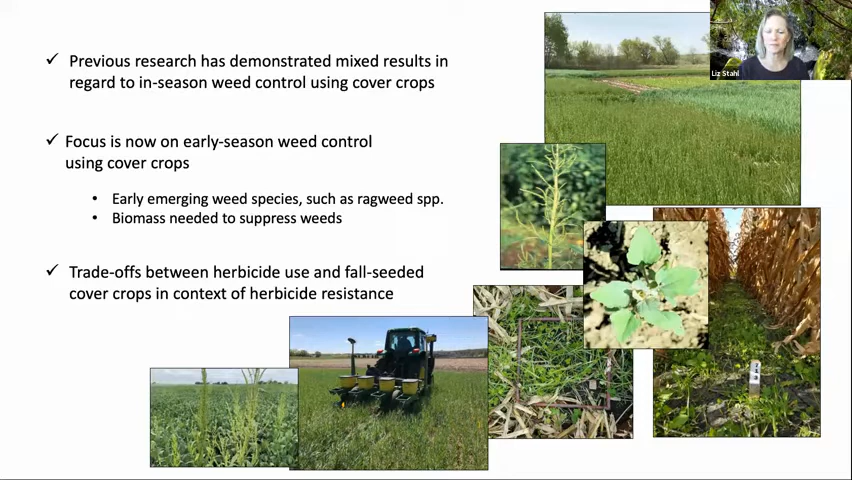 Previous research has demonstrated mixed results in
regard to in-season weed control using cover crops
Focus is now on early-season weed control
using cover crops
Early emerging weed species, such as ragweed spp.
Biomass needed to suppress weeds
Trade-offs between herbicide use and fall-seeded
cover crops in context of herbicide resistance
Liz Stahl